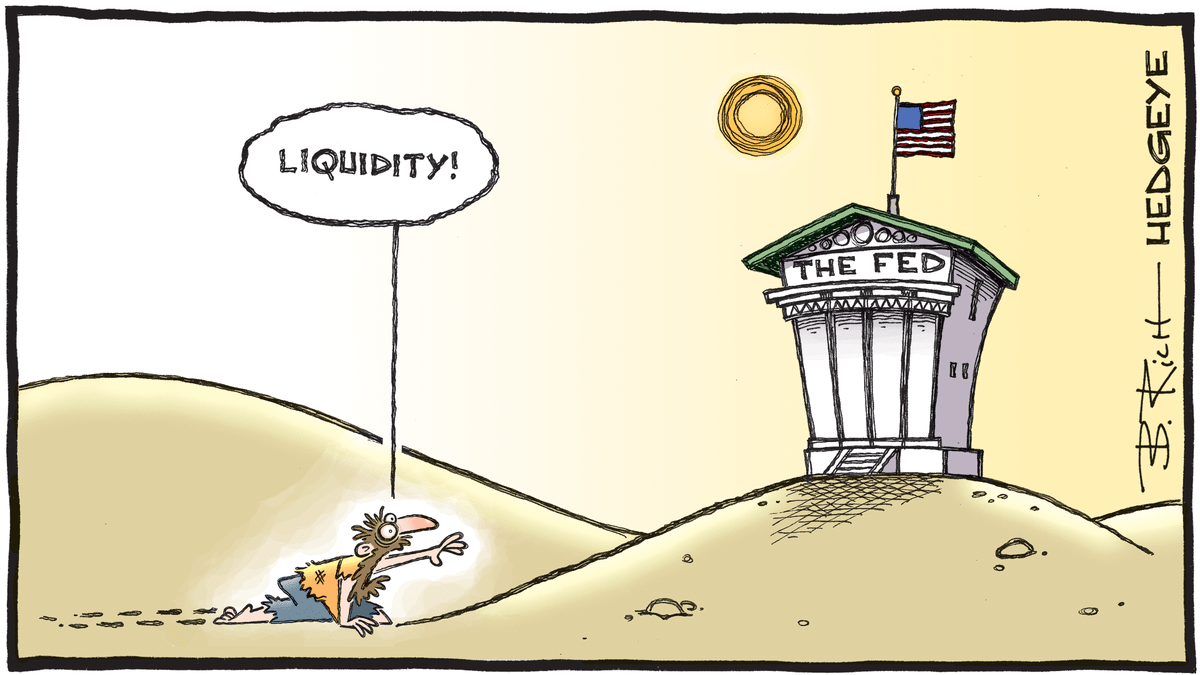 LIQUIDITY!
THE FED
B. RICH — HEDGEYE